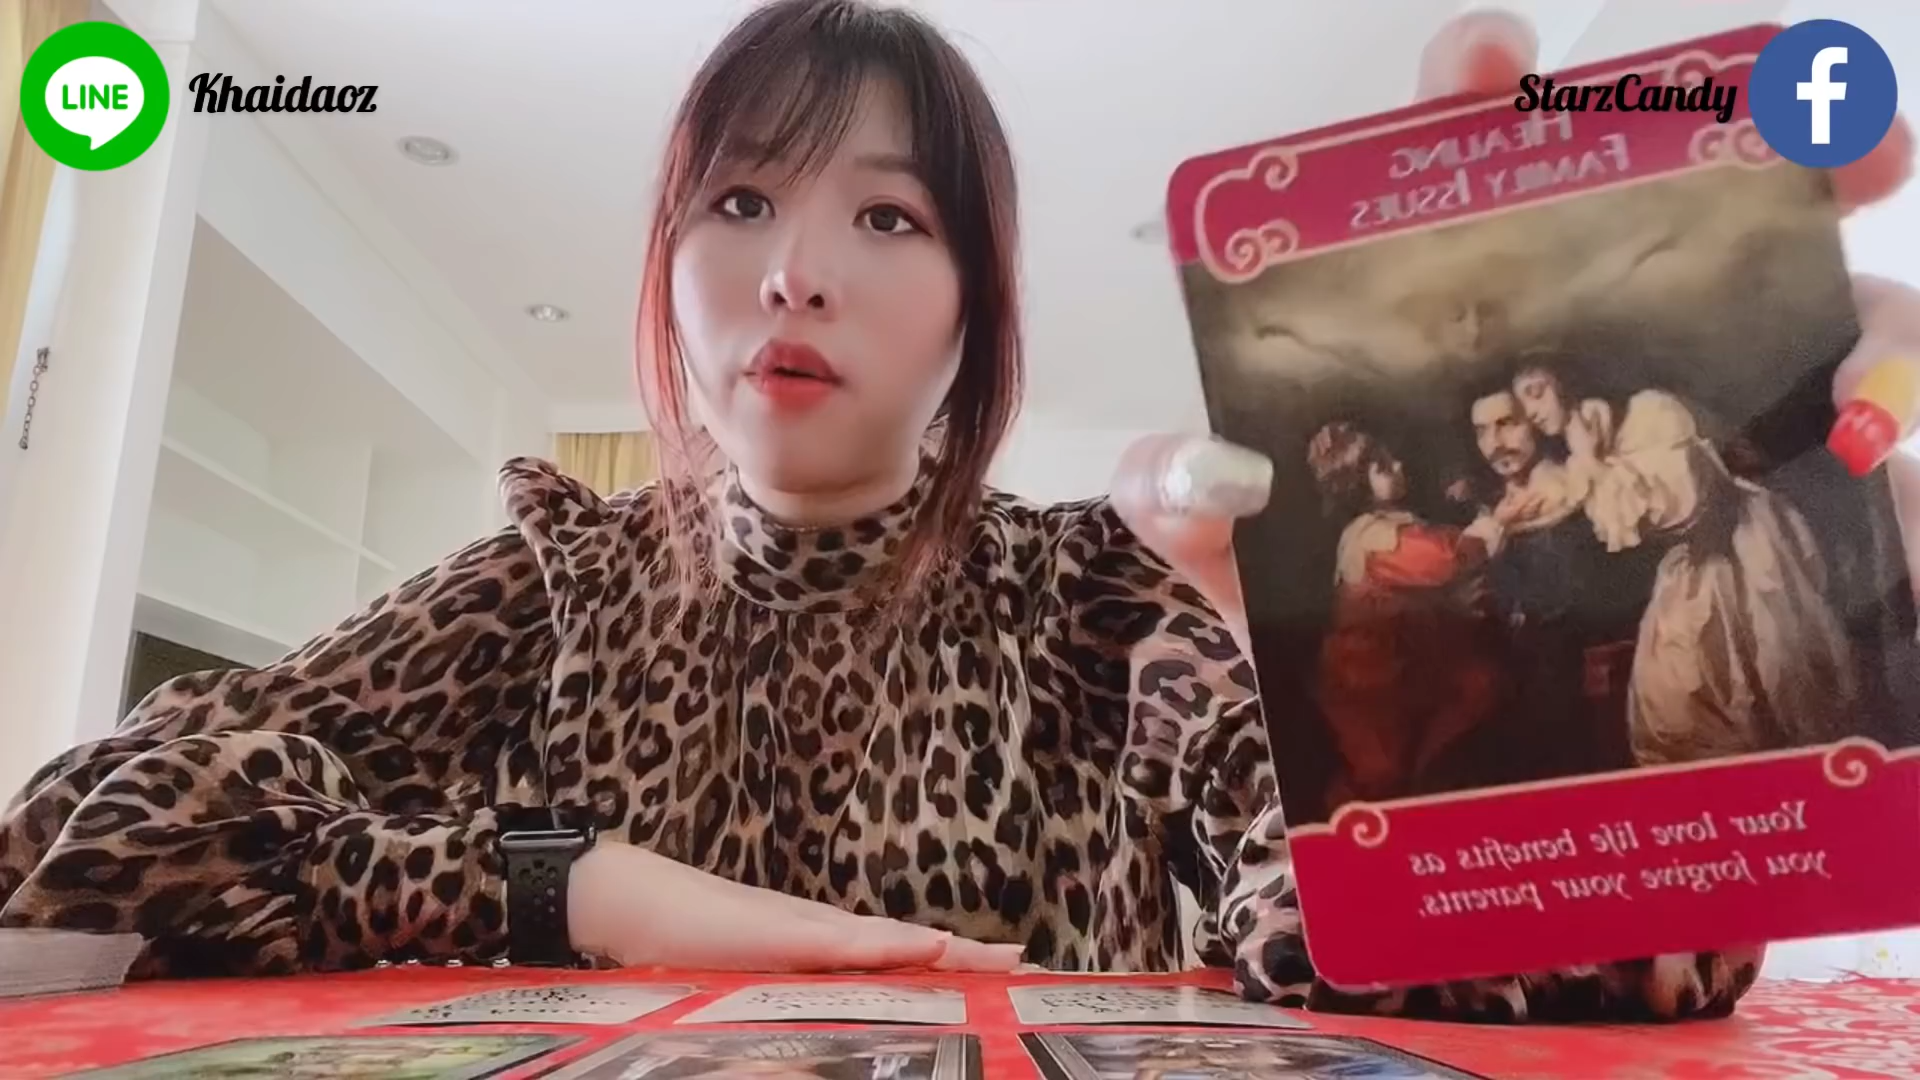 LINE
Khaidaoz
StarzCandy
f
HEALING
FAMILY ISSUES
Your love life benefits as
you forgive your parents.